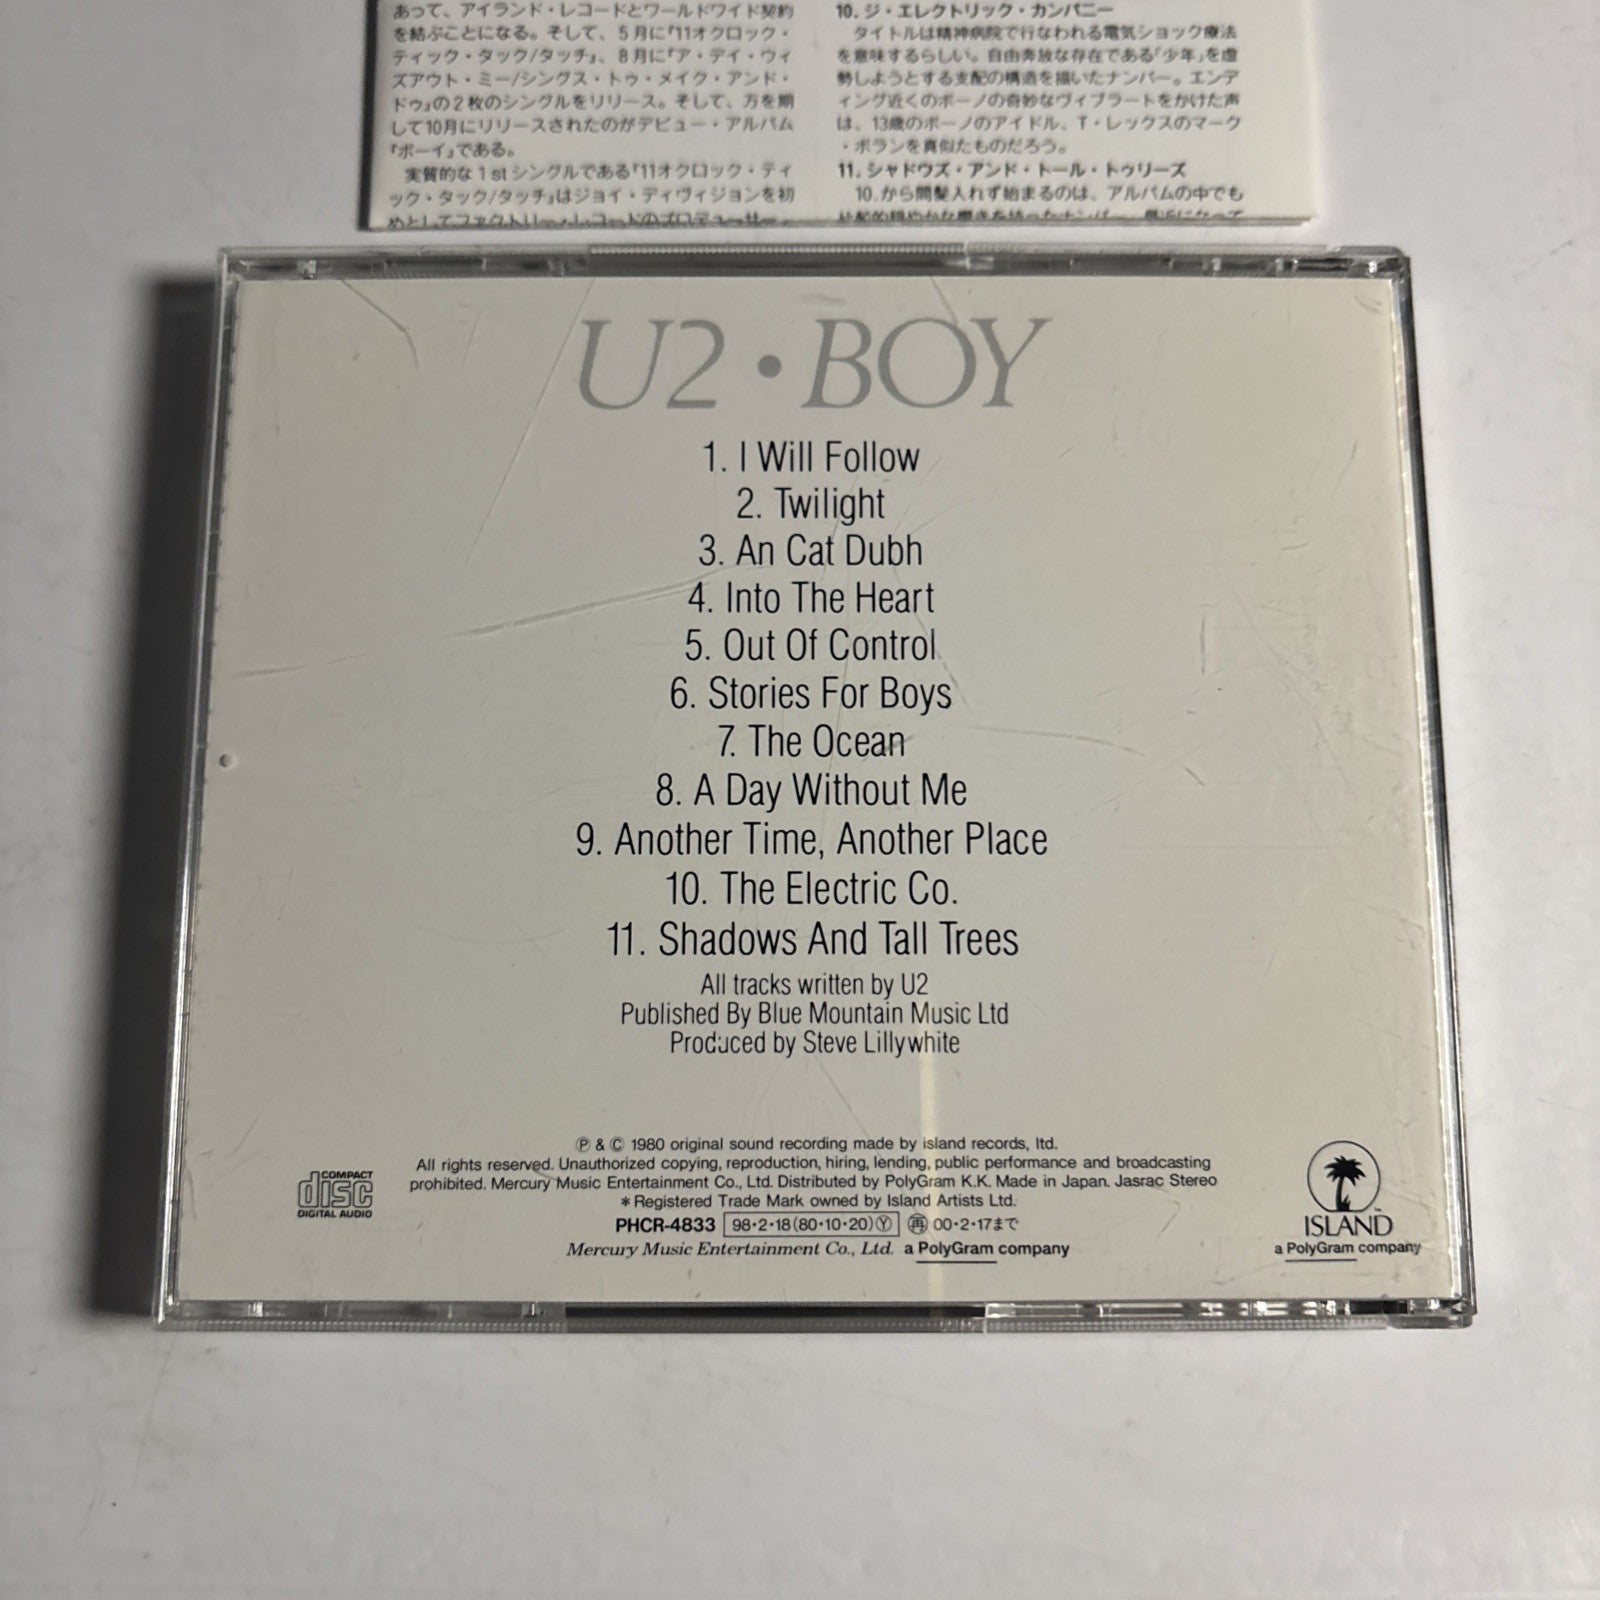 あって、アイランド・レコードとワールドワイド契約
を結ぶことになる。そして、5月に『11オクロック・
ティック・タック/タッチ』、8月に『ア・デイ・ウィ
ズアウト・ミー/シングス・トゥ・メイク・アンド・
ドゥ』の2枚のシングルをリリース。そして、万を期
して10月にリリースされたのがデビュー・アルバム
『ボーイ』である。
実質的な1stシングルである『11オクロック・ティ
ック・タック/タッチ』はジョイ・ディヴィジョンを初
めとしてファクトリー・レコードのプロデューサー
10. ジ・エレクトリック・カンパニー
タイトルは精神病院で行なわれる電気ショック療法
を意味するらしい。自由奔放な存在である「少年」を虚
勢しようとする支配の構造を描いたナンバー。エンデ
ィング近くのボーノの奇妙なヴィブラートをかけた声
は、13歳のボーノのアイドル、T・レックスのマーク
・ボランを真似たものだろう。
11. シャドウズ・アンド・トール・トゥリーズ
10.から間髪入れず始まるのは、アルバムの中でも
U2・BOY
1. I Will Follow
2. Twilight
3. An Cat Dubh
4. Into The Heart
5. Out Of Control
6. Stories For Boys
7. The Ocean
8. A Day Without Me
9. Another Time, Another Place
10. The Electric Co.
11. Shadows And Tall Trees
All tracks written by U2
Published By Blue Mountain Music Ltd
Produced by Steve Lillywhite
Ⓟ & Ⓒ 1980 original sound recording made by island records, ltd.
All rights reserved. Unauthorized copying, reproduction, hiring, lending, public performance and broadcasting
prohibited. Mercury Music Entertainment Co., Ltd. Distributed by PolyGram K.K. Made in Japan. Jasrac Stereo
*Registered Trade Mark owned by Island Artists Ltd.
PHCR-4833 98・2・18(80・10・20)Ⓨ 再 00・2・17まで
Mercury Music Entertainment Co., Ltd. a PolyGram company
COMPACT
disc
DIGITAL AUDIO
ISLAND
TM
a PolyGram company